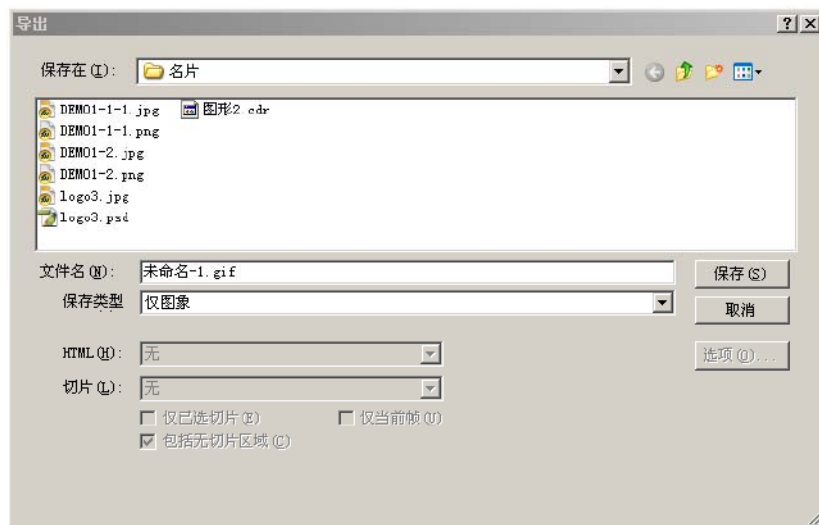 导出
保存在(I): 名片
DEMO1-1-1.jpg 图形2.cdr
DEMO1-1-1.png
DEMO1-2.jpg
DEMO1-2.png
logo3.jpg
logo3.psd
文件名(N): 未命名-1.gif 保存(S)
保存类型 仅图象 取消
HTML(H): 无 选项(O)...
切片(L): 无
仅已选切片(E) 仅当前帧(U)
包括无切片区域(C)